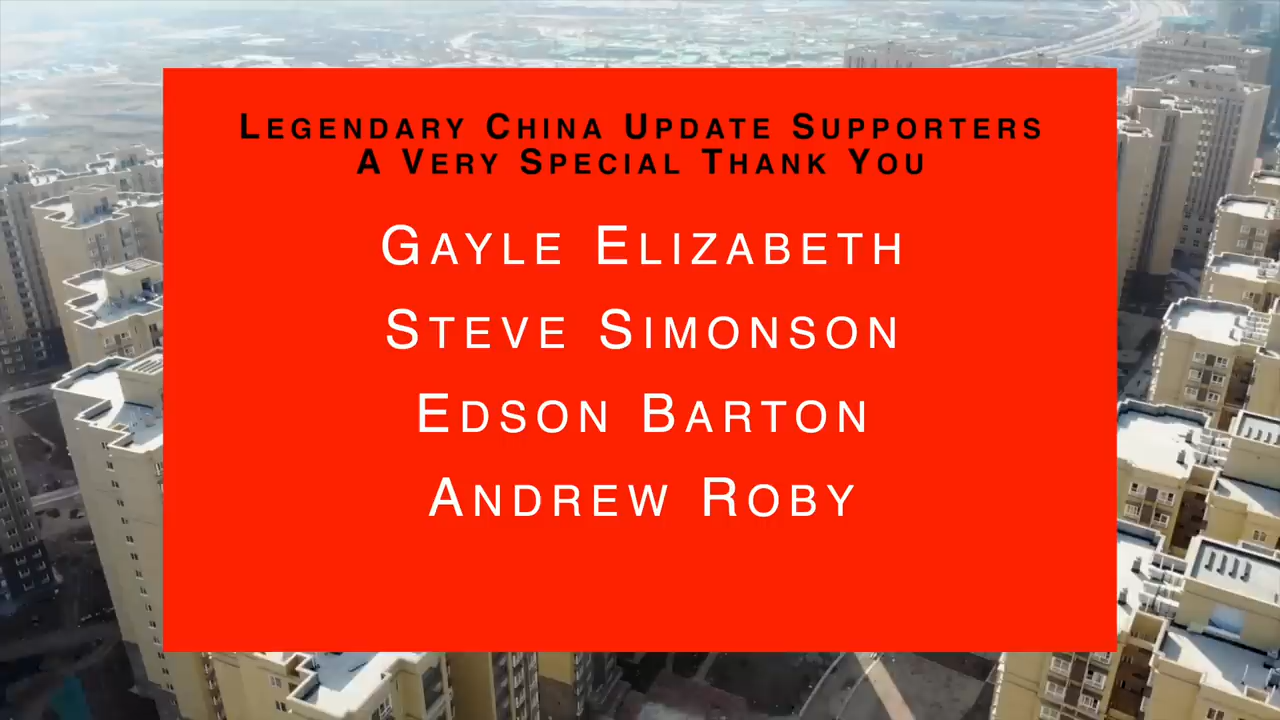 Legendary China Update Supporters
A Very Special Thank You
Gayle Elizabeth
Steve Simonson
Edson Barton
Andrew Roby